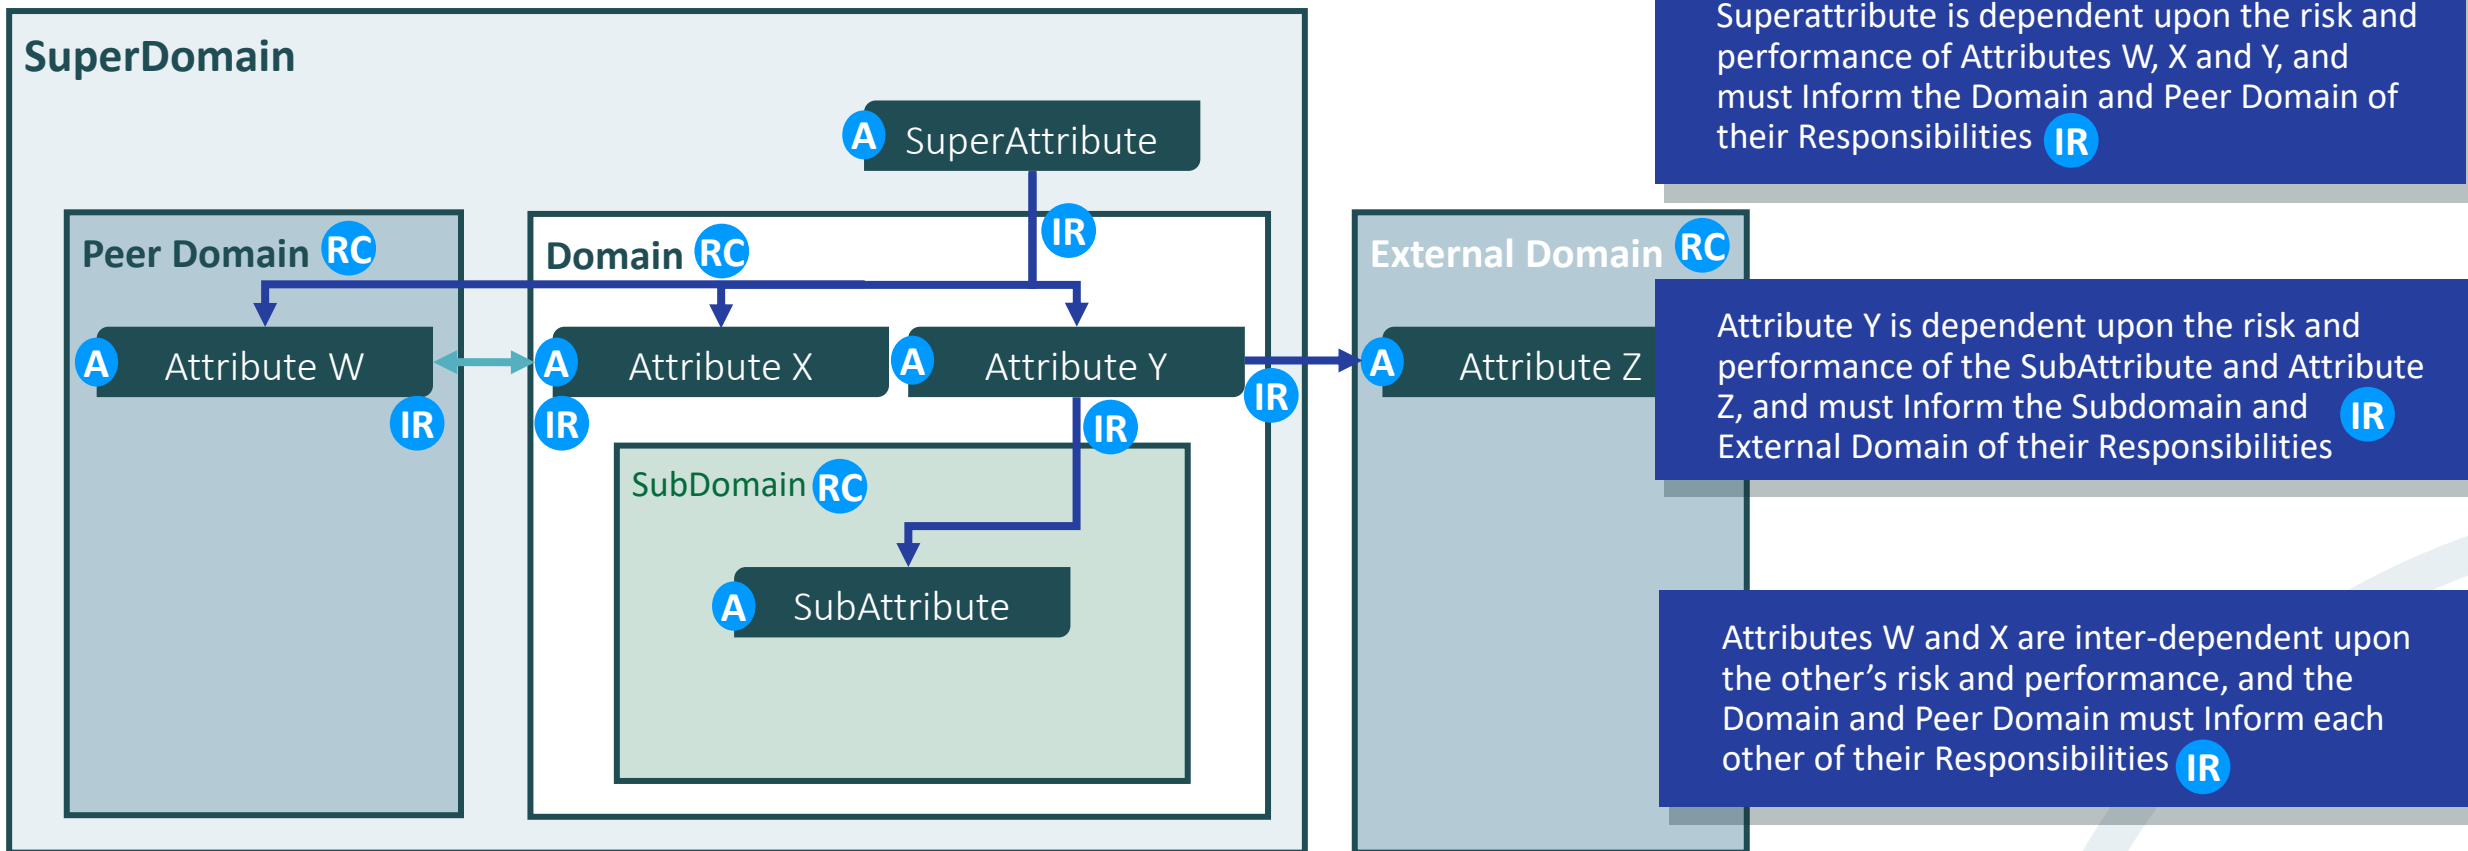 SuperDomain
A
SuperAttribute
IR
Peer Domain
RC
Domain
RC
A
Attribute W
IR
A
Attribute X
IR
A
Attribute Y
IR
IR
SubDomain
RC
A
SubAttribute
External Domain
RC
A
Attribute Z
Superattribute is dependent upon the risk and
performance of Attributes W, X and Y, and
must Inform the Domain and Peer Domain of
their Responsibilities IR
Attribute Y is dependent upon the risk and
performance of the SubAttribute and Attribute
Z, and must Inform the Subdomain and IR
External Domain of their Responsibilities
Attributes W and X are inter-dependent upon
the other’s risk and performance, and the
Domain and Peer Domain must Inform each
other of their Responsibilities IR